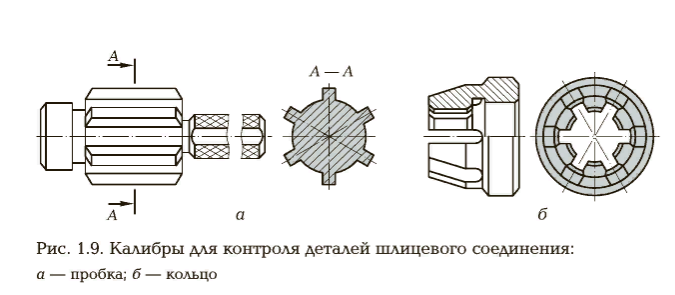 А
А — А
А
а
б
Рис. 1.9. Калибры для контроля деталей шлицевого соединения:
а — пробка; б — кольцо